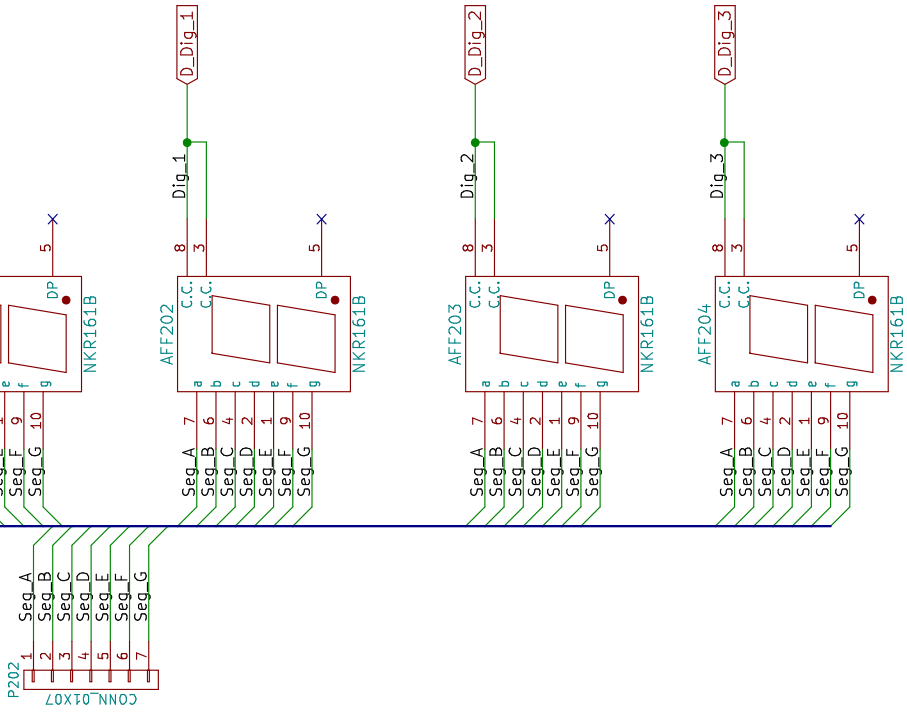 D_Dig_1
D_Dig_2
D_Dig_3
Dig_1
Dig_2
Dig_3
5
8
3
5
8
3
5
8
3
5
DP
C.C.
C.C.
DP
C.C.
C.C.
DP
C.C.
C.C.
DP
NKR161B
AFF202
NKR161B
AFF203
NKR161B
AFF204
NKR161B
e
f
g
a
b
c
d
e
f
g
a
b
c
d
e
f
g
a
b
c
d
e
f
g
9
10
7
6
4
2
1
9
10
7
6
4
2
1
9
10
7
6
4
2
1
9
10
Seg_F
Seg_G
Seg_A
Seg_B
Seg_C
Seg_D
Seg_E
Seg_F
Seg_G
Seg_A
Seg_B
Seg_C
Seg_D
Seg_E
Seg_F
Seg_G
Seg_A
Seg_B
Seg_C
Seg_D
Seg_E
Seg_F
Seg_G
Seg_A
Seg_B
Seg_C
Seg_D
Seg_E
Seg_F
Seg_G
1
2
3
4
5
6
7
P202
CONN_01X07